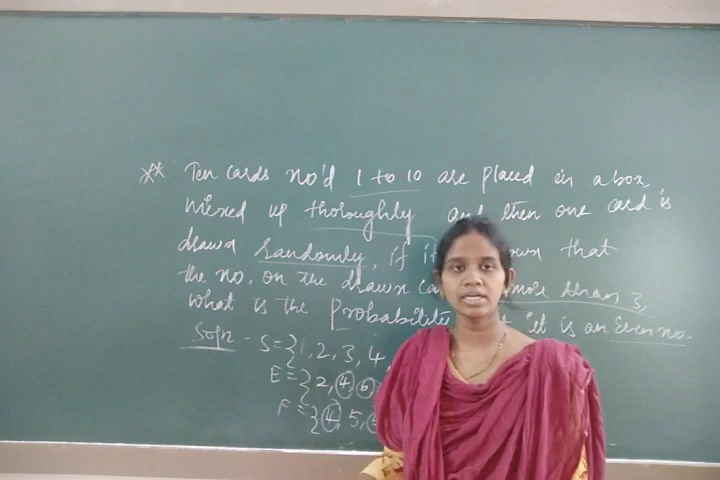 ** Ten cards no'd 1 to 10 are placed in a box,
mixed up thoroughly and then one card is
drawn randomly, if it that
the no. on the drawn more than 3,
What is the probability it is an Even no.
Soln - S = {1, 2, 3, 4,
E = {2, 4, 6
F = {4, 5,